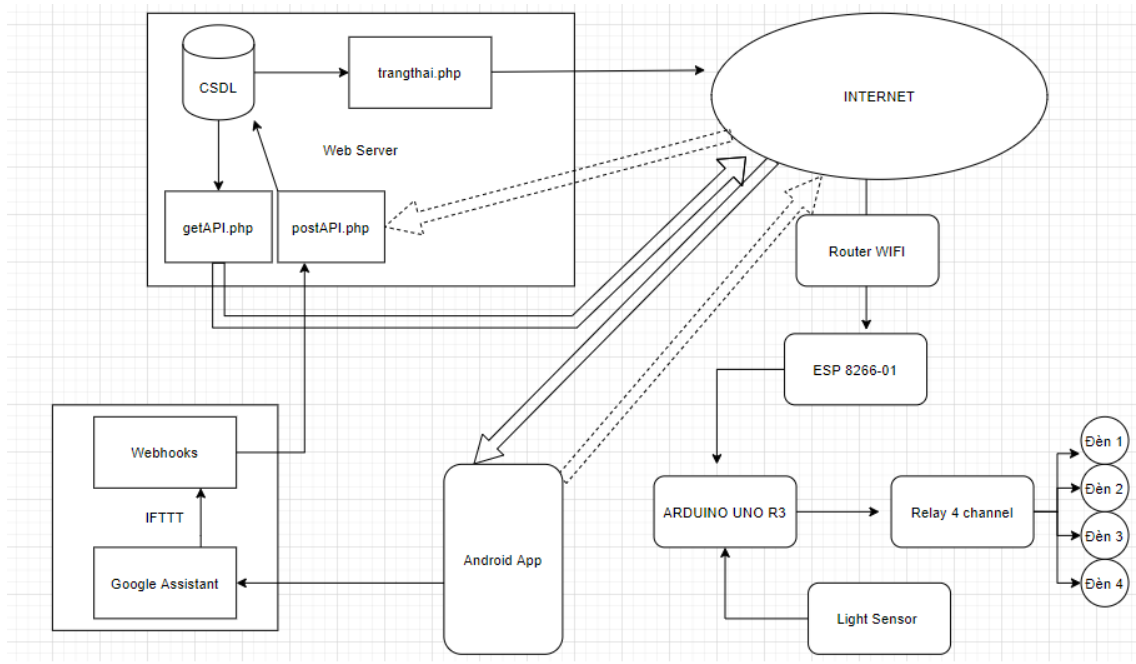 CSDL
trangthai.php
INTERNET
Web Server
getAPI.php
postAPI.php
Router WIFI
ESP 8266-01
Webhooks
IFTTT
Google Assistant
Android App
ARDUINO UNO R3
Relay 4 channel
Đèn 1
Đèn 2
Đèn 3
Đèn 4
Light Sensor